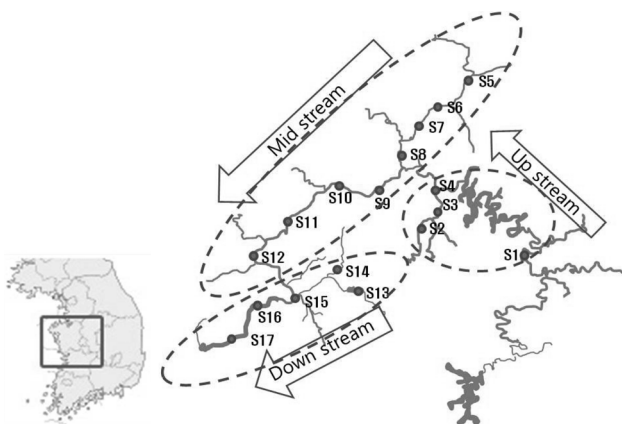 S5
S6
Mid stream
S7
S8
Up stream
S4
S10
S9
S3
S11
S2
S12
S1
S14
S13
S15
S16
S17
Down stream